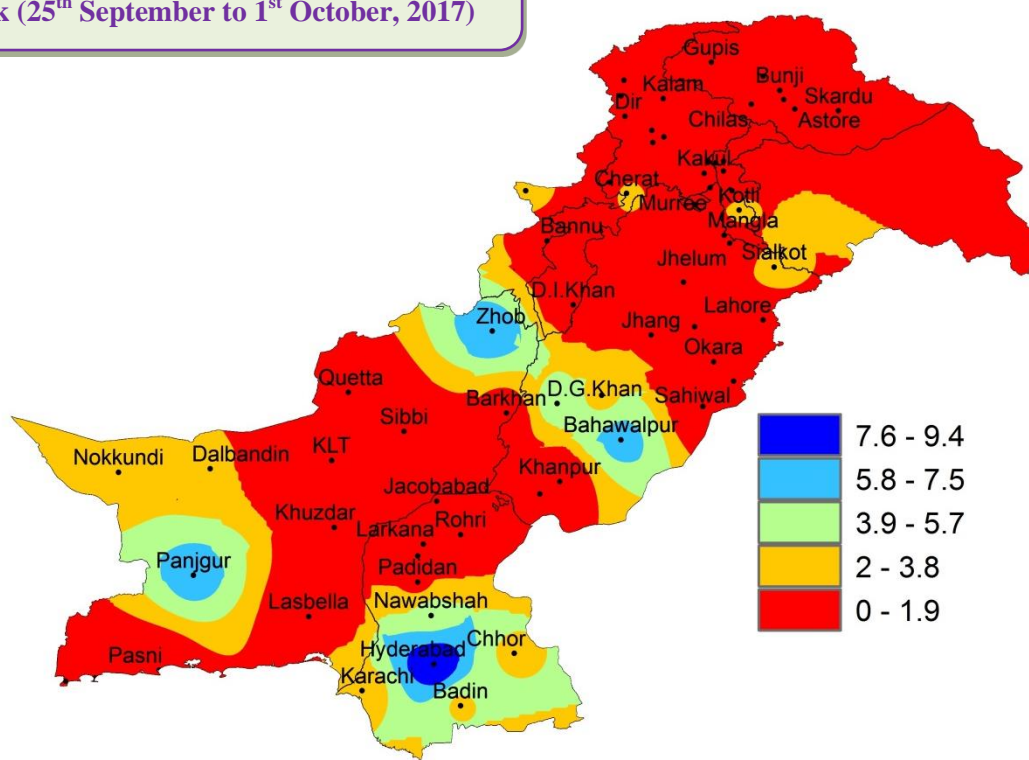 k (25th September to 1st October, 2017)
Gupis
Bunji
Kalam
Skardu
Dir
Astore
Chilas
Kakul
Cherat
Kotli
Murree
Mangla
Bannu
Sialkot
Jhelum
D.I.Khan
Lahore
Zhob
Jhang
Okara
Quetta
D.G.Khan
Barkhan
Sahiwal
Sibbi
Bahawalpur
KLT
Nokkundi
Dalbandin
Khanpur
Jacobabad
Khuzdar
Larkana
Rohri
Panjgur
Padidan
Lasbella
Nawabshah
Chhor
Hyderabad
Pasni
Karachi
Badin
7.6 - 9.4
5.8 - 7.5
3.9 - 5.7
2 - 3.8
0 - 1.9